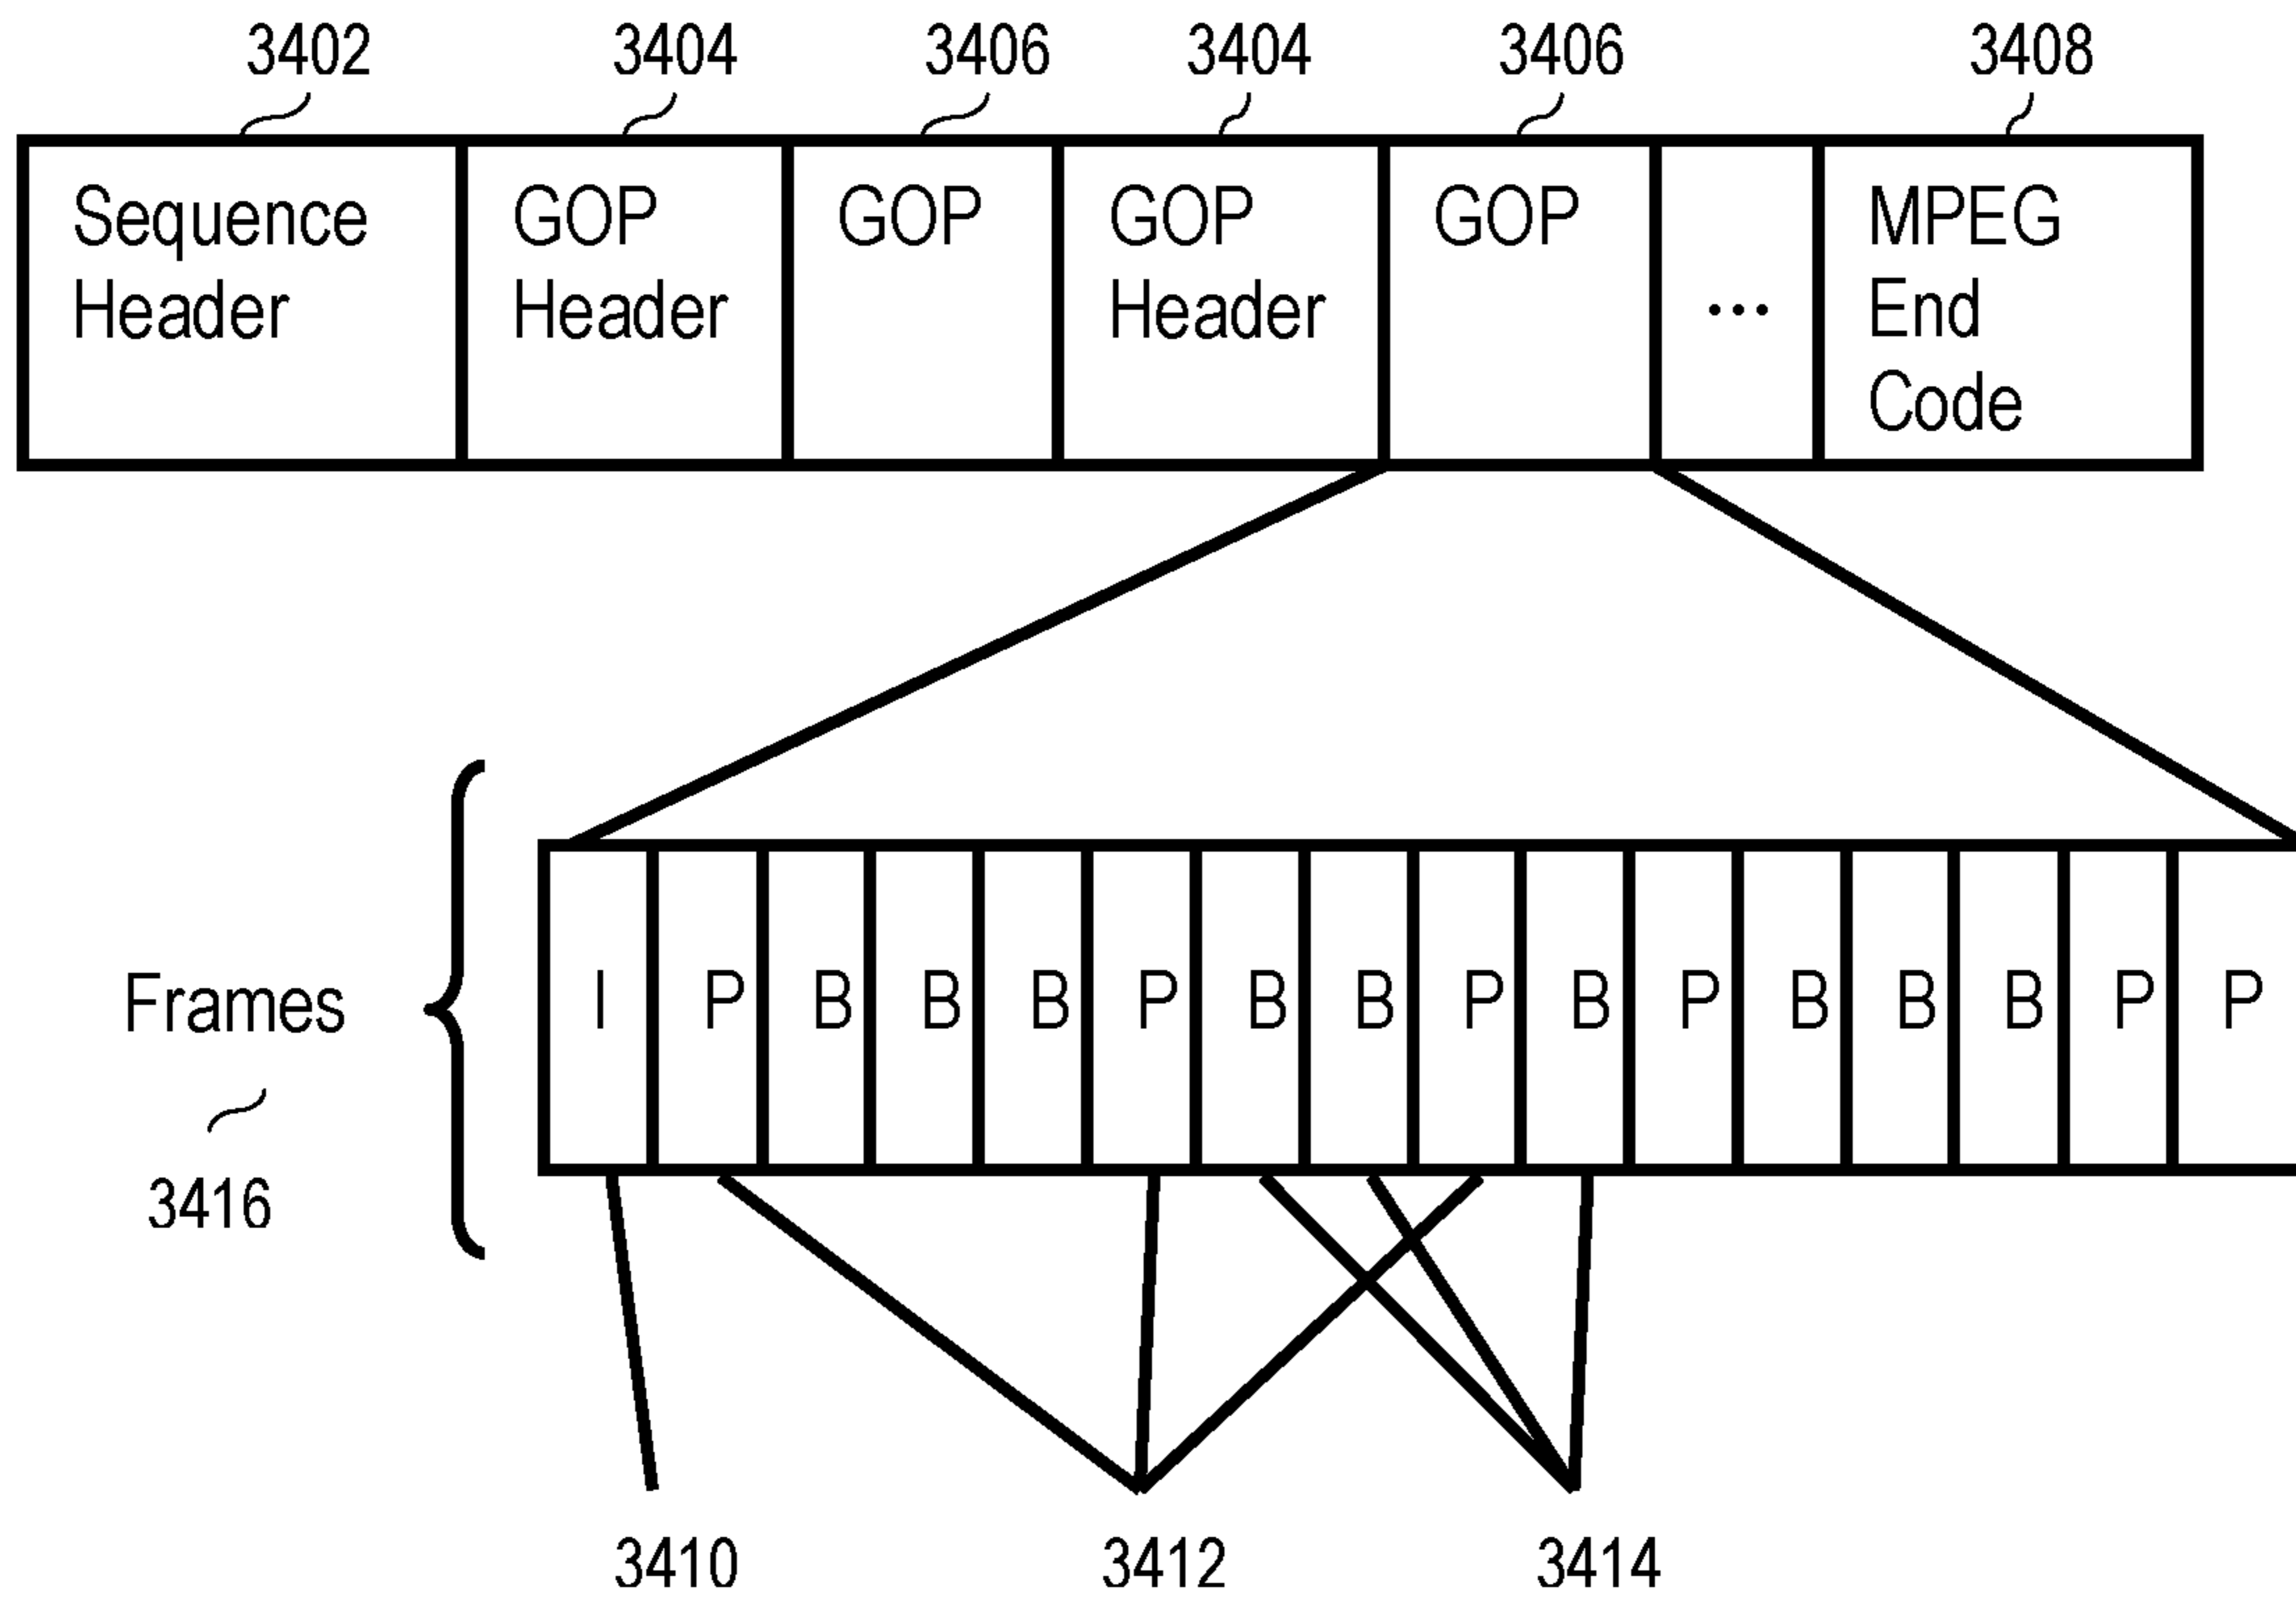 3402 3404 3406 3404 3406 3408
Sequence Header
GOP Header
GOP
GOP Header
GOP
...
MPEG End Code
Frames
3416
I P B B B P B B P B P B B B P P
3410 3412 3414